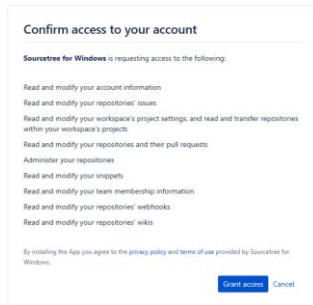 Confirm access to your account
Sourcetree for Windows is requesting access to the following:
Read and modify your account information
Read and modify your repositories' issues
Read and modify your workspace's project settings, and read and transfer repositories
within your workspace's projects
Read and modify your repositories and their pull requests
Administer your repositories
Read and modify your snippets
Read and modify your team membership information
Read and modify your repositories' webhooks
Read and modify your repositories' wikis
By installing the App you agree to the privacy policy and terms of use provided by Sourcetree for
Windows.
Grant access Cancel